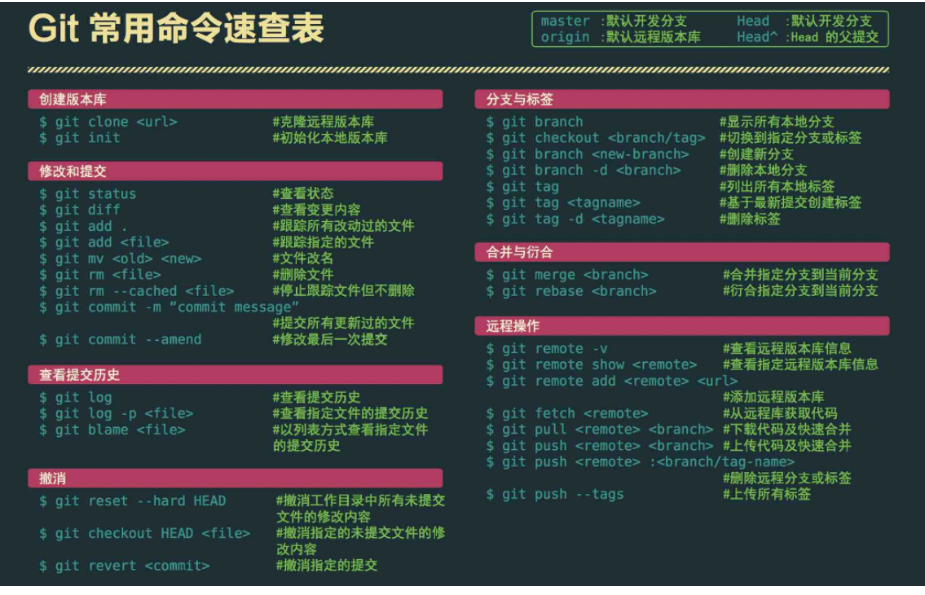 Git 常用命令速查表
master :默认开发分支 Head :默认开发分支
origin :默认远程版本库 Head^ :Head 的父提交
创建版本库
$ git clone <url> #克隆远程版本库
$ git init #初始化本地版本库
修改和提交
$ git status #查看状态
$ git diff #查看变更内容
$ git add . #跟踪所有改动过的文件
$ git add <file> #跟踪指定的文件
$ git mv <old> <new> #文件改名
$ git rm <file> #删除文件
$ git rm --cached <file> #停止跟踪文件但不删除
$ git commit -m “commit message”
#提交所有更新过的文件
$ git commit --amend #修改最后一次提交
查看提交历史
$ git log #查看提交历史
$ git log -p <file> #查看指定文件的提交历史
$ git blame <file> #以列表方式查看指定文件
的提交历史
撤消
$ git reset --hard HEAD #撤消工作目录中所有未提交
文件的修改内容
$ git checkout HEAD <file> #撤消指定的未提交文件的修
改内容
$ git revert <commit> #撤消指定的提交
分支与标签
$ git branch #显示所有本地分支
$ git checkout <branch/tag> #切换到指定分支或标签
$ git branch <new-branch> #创建新分支
$ git branch -d <branch> #删除本地分支
$ git tag #列出所有本地标签
$ git tag <tagname> #基于最新提交创建标签
$ git tag -d <tagname> #删除标签
合并与衍合
$ git merge <branch> #合并指定分支到当前分支
$ git rebase <branch> #衍合指定分支到当前分支
远程操作
$ git remote -v #查看远程版本库信息
$ git remote show <remote> #查看指定远程版本库信息
$ git remote add <remote> <url>
#添加远程版本库
$ git fetch <remote> #从远程库获取代码
$ git pull <remote> <branch> #下载代码及快速合并
$ git push <remote> <branch> #上传代码及快速合并
$ git push <remote> :<branch/tag-name>
#删除远程分支或标签
$ git push --tags #上传所有标签